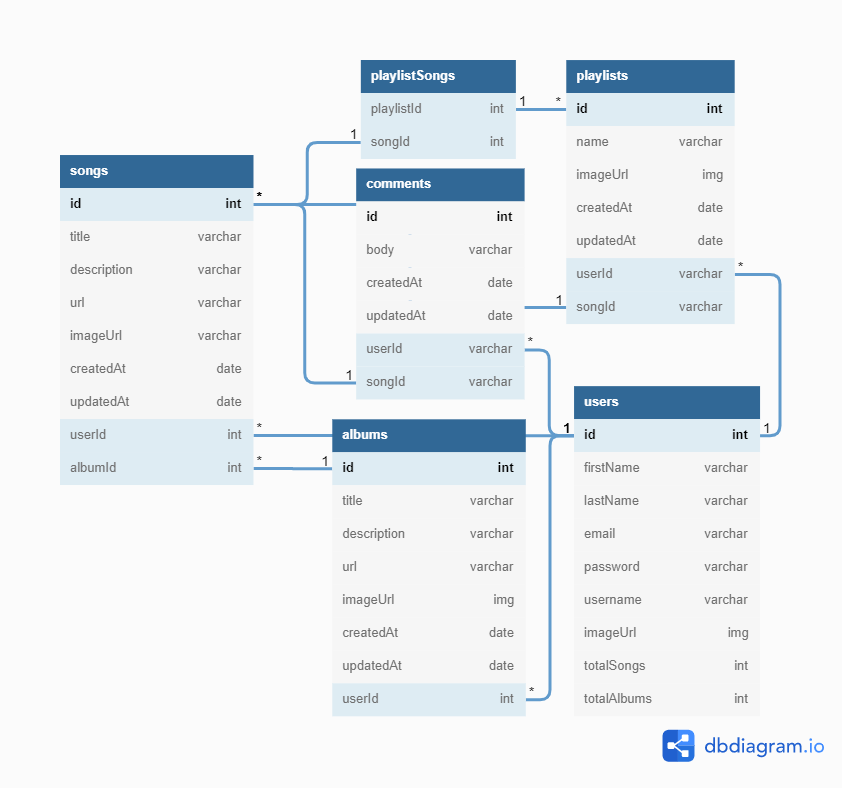 playlistSongs
playlistId int
songId int
playlists
id int
name varchar
imageUrl img
createdAt date
updatedAt date
userId varchar
songId varchar
songs
id int
title varchar
description varchar
url varchar
imageUrl varchar
createdAt date
updatedAt date
userId int
albumId int
comments
id int
body varchar
createdAt date
updatedAt date
userId varchar
songId varchar
albums
id int
title varchar
description varchar
url varchar
imageUrl img
createdAt date
updatedAt date
userId int
users
id int
firstName varchar
lastName varchar
email varchar
password varchar
username varchar
imageUrl img
totalSongs int
totalAlbums int
1 *
1
*
1
1
*
*
* 1
* 1
1
*
dbdiagram.io